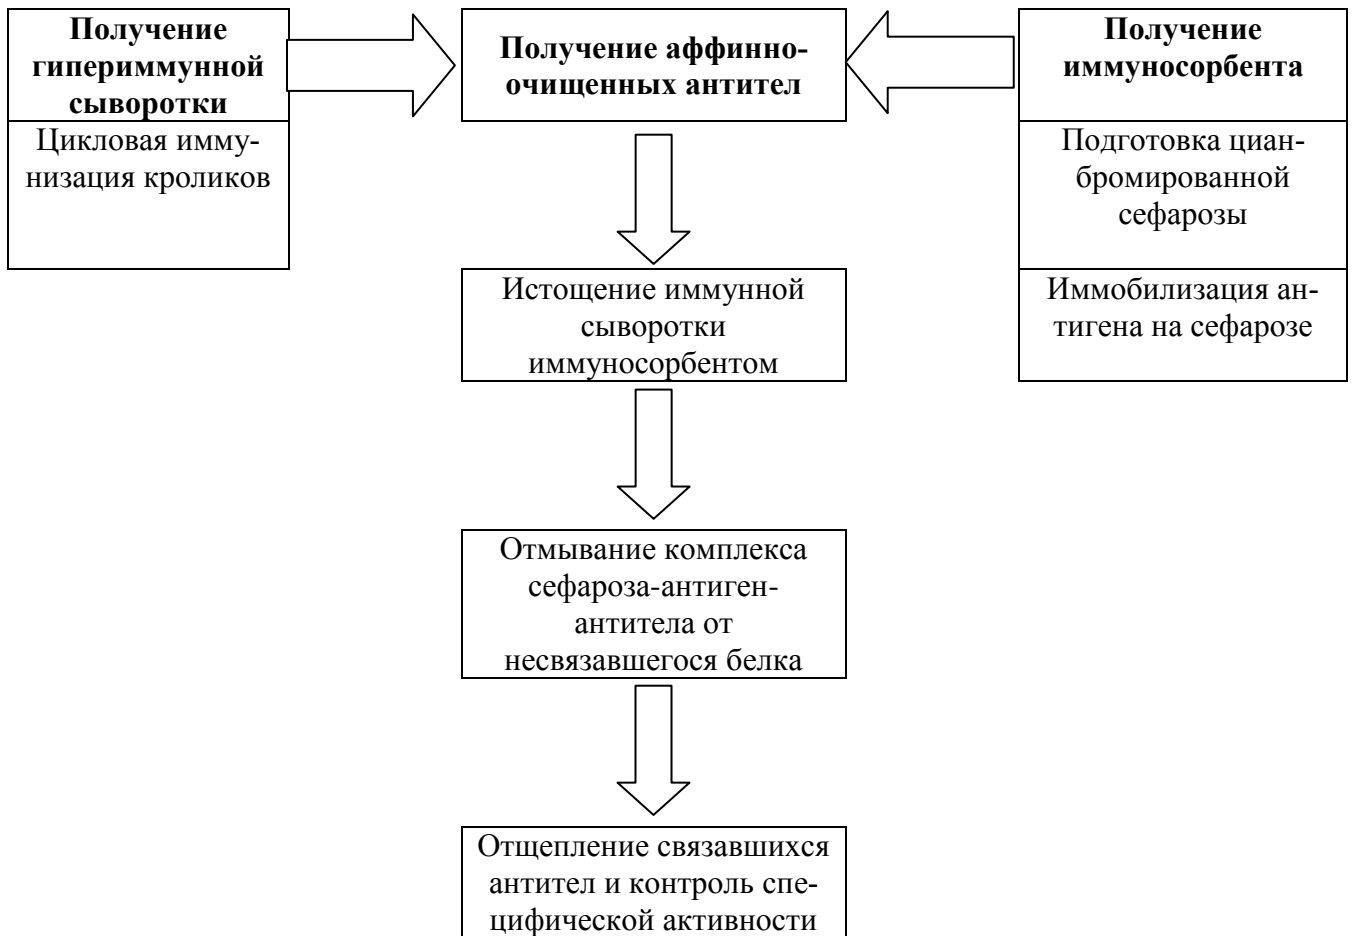 Получение
гипериммунной
сыворотки
Цикловая имму-
низация кроликов
Получение аффинно-
очищенных антител
Истощение иммунной
сыворотки
иммуносорбентом
Отмывание комплекса
сефароза-антиген-
антитела от
несвязавшегося белка
Отщепление связавшихся
антител и контроль спе-
цифической активности
Получение
иммуносорбента
Подготовка циан-
бромированной
сефарозы
Иммобилизация ан-
тигена на сефарозе